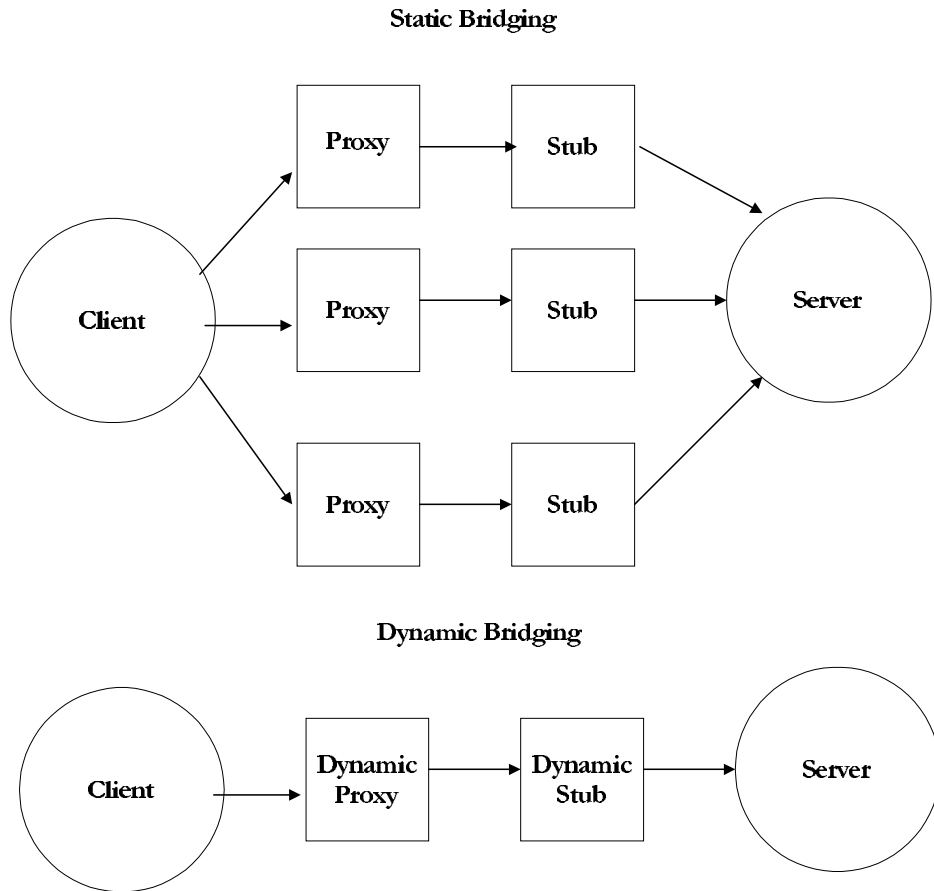 Static Bridging
Proxy
Stub
Proxy
Stub
Client
Server
Proxy
Stub
Dynamic Bridging
Client
Dynamic
Proxy
Dynamic
Stub
Server